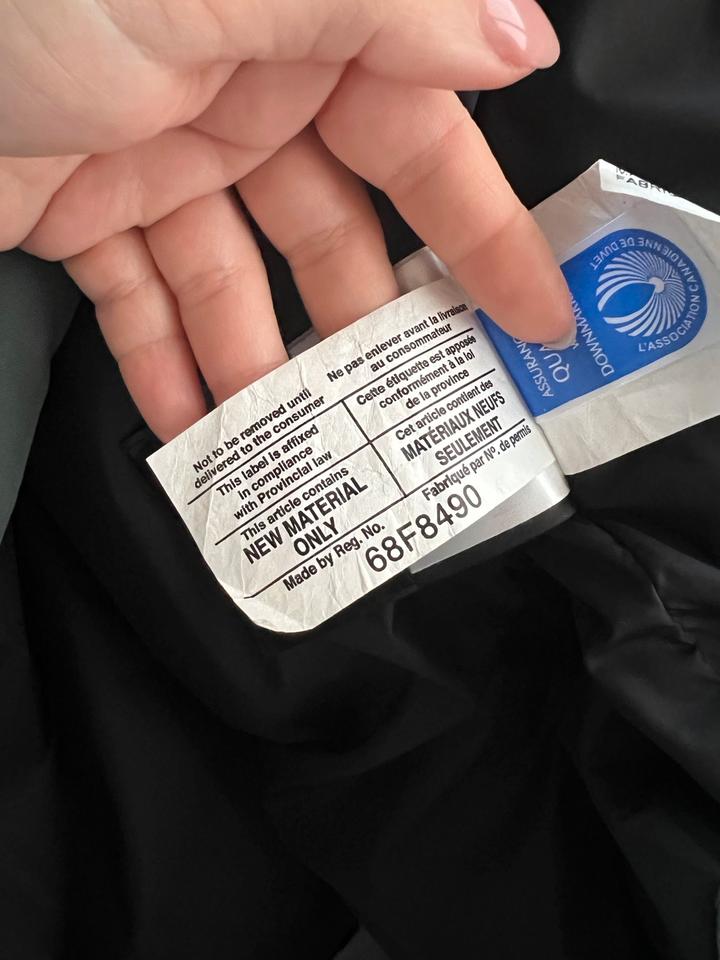 Not to be removed until
delivered to the consumer
Ne pas enlever avant la livraison
au consommateur
This label is affixed
in compliance
with Provincial law
Cette étiquette est apposée
conformément à la loi
de la province
This article contains
NEW MATERIAL
ONLY
Cet article contient des
MATÉRIAUX NEUFS
SEULEMENT
Made by Reg. No.
Fabriqué par Nº. de permis
68F8490
L'ASSOCIATION CANADIENNE DE DUVET